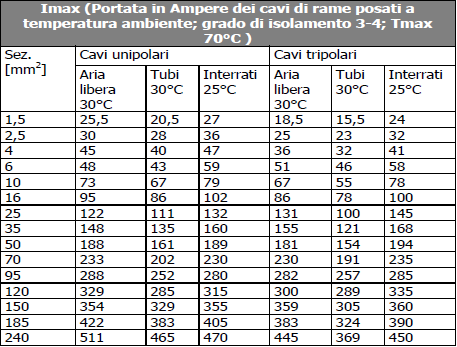 Imax (Portata in Ampere dei cavi di rame posati a
temperatura ambiente; grado di isolamento 3-4; Tmax
70°C )
Sez. [mm2] Cavi unipolari Cavi tripolari
Aria libera 30°C Tubi 30°C Interrati 25°C Aria libera 30°C Tubi 30°C Interrati 25°C
1,5 25,5 20,5 27 18,5 15,5 24
2,5 30 28 36 25 23 32
4 45 40 47 36 32 41
6 48 43 59 51 46 58
10 73 67 79 67 55 78
16 95 86 102 86 78 100
25 122 111 132 131 100 145
35 148 135 160 155 121 168
50 188 161 189 181 154 194
70 233 202 230 230 191 235
95 288 252 280 282 257 285
120 329 285 315 300 289 335
150 354 329 355 359 305 360
185 422 383 405 383 324 390
240 511 465 470 445 369 450